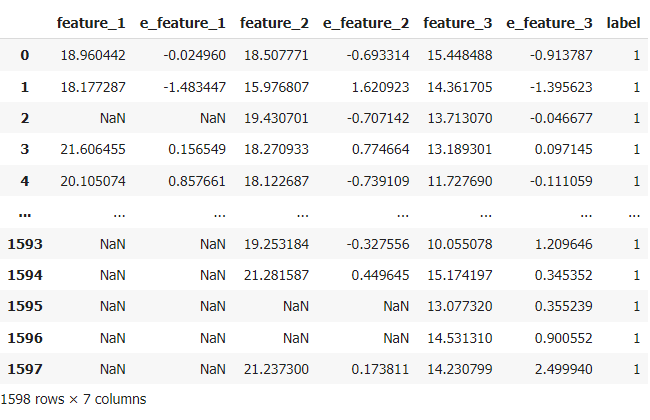 feature_1 e_feature_1 feature_2 e_feature_2 feature_3 e_feature_3 label
0 18.960442 -0.024960 18.507771 -0.693314 15.448488 -0.913787 1
1 18.177287 -1.483447 15.976807 1.620923 14.361705 -1.395623 1
2 NaN NaN 19.430701 -0.707142 13.713070 -0.046677 1
3 21.606455 0.156549 18.270933 0.774664 13.189301 0.097145 1
4 20.105074 0.857661 18.122687 -0.739109 11.727690 -0.111059 1
... ... ... ... ... ... ... ...
1593 NaN NaN 19.253184 -0.327556 10.055078 1.209646 1
1594 NaN NaN 21.281587 0.449645 15.174197 0.345352 1
1595 NaN NaN NaN NaN 13.077320 0.355239 1
1596 NaN NaN NaN NaN 14.531310 0.900552 1
1597 NaN NaN 21.237300 0.173811 14.230799 2.499940 1
1598 rows × 7 columns